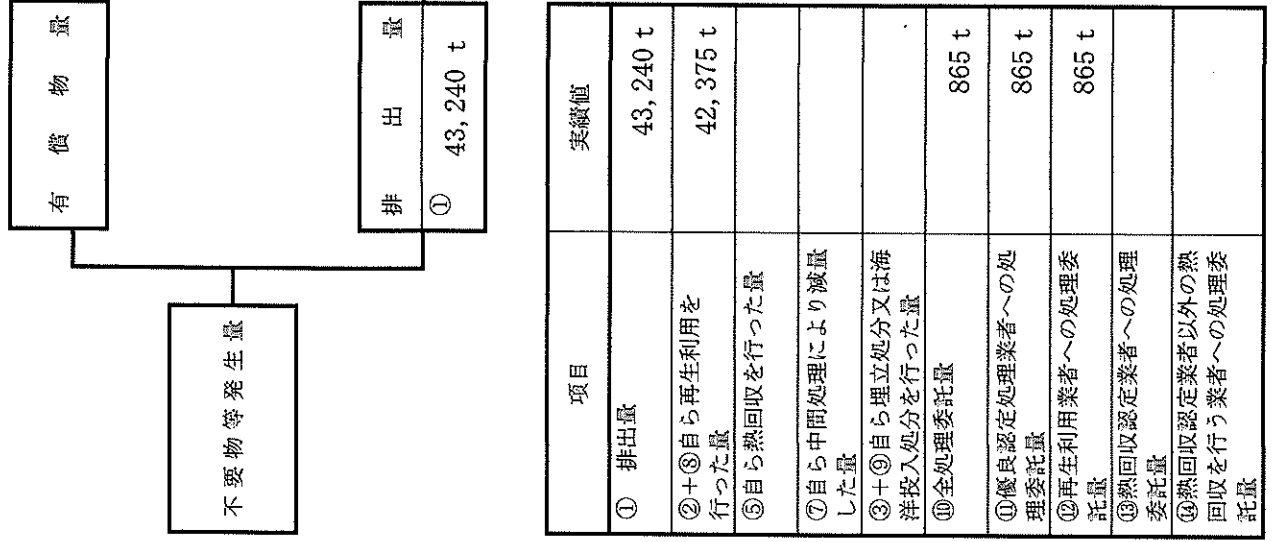 有償物量
不要物等発生量
排出量
① 43,240 t
項目 実績値
① 排出量 43,240 t
②+⑧自ら再生利用を
行った量 42,375 t
⑤自ら熱回収を行った量
⑦自ら中間処理により減量
した量
③+⑨自ら埋立処分又は海
洋投入処分を行った量
⑩全処理委託量 865 t
⑪優良認定処理業者への処
理委託量 865 t
⑫再生利用業者への処理委
託量 865 t
⑬熱回収認定業者への処理
委託量
⑭熱回収認定業者以外の熱
回収を行う業者への処理委
託量